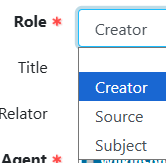 Role *
Creator
Title
Creator
Relator
Source
Subject
Agent *